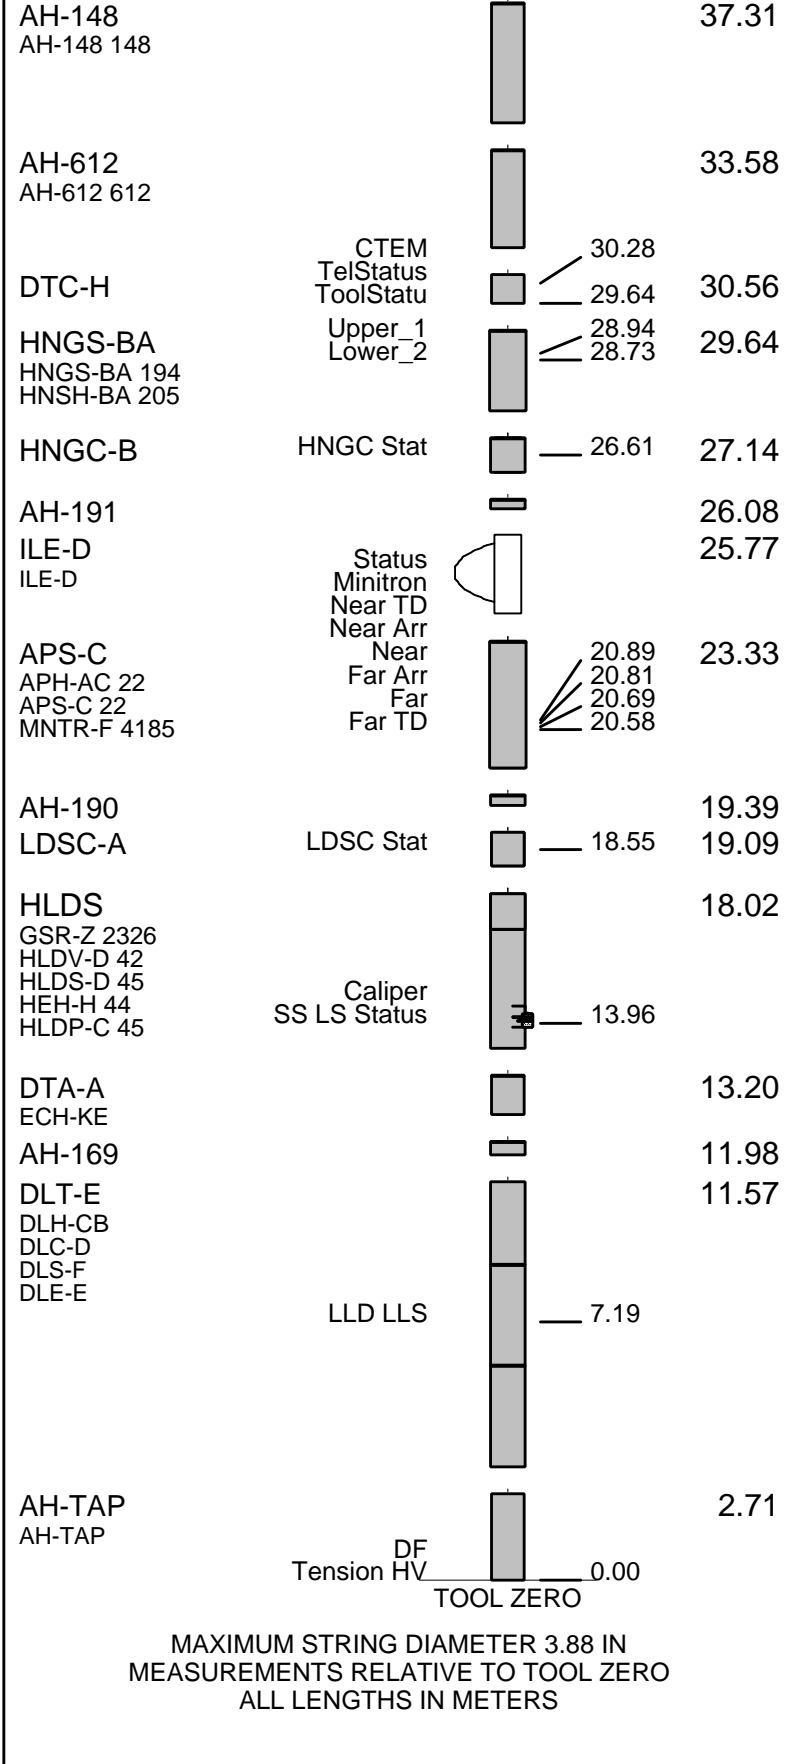 AH-148 37.31
AH-148 148
AH-612 33.58
AH-612 612
CTEM 30.28
TelStatus
DTC-H ToolStatu 29.64 30.56
Upper_1 28.94
HNGS-BA Lower_2 28.73 29.64
HNGS-BA 194
HNSH-BA 205
HNGC-B HNGC Stat 26.61 27.14
AH-191 26.08
ILE-D 25.77
ILE-D
Status
Minitron
Near TD
Near Arr
APS-C Near 20.89 23.33
APH-AC 22 Far Arr 20.81
APS-C 22 Far 20.69
MNTR-F 4185 Far TD 20.58
AH-190 19.39
LDSC-A LDSC Stat 18.55 19.09
HLDS 18.02
GSR-Z 2326
HLDV-D 42
HLDS-D 45 Caliper
HEH-H 44 SS LS Status 13.96
HLDP-C 45
DTA-A 13.20
ECH-KE
AH-169 11.98
DLT-E 11.57
DLH-CB
DLC-D
DLS-F
DLE-E
LLD LLS 7.19
AH-TAP 2.71
AH-TAP
DF
Tension HV 0.00
TOOL ZERO
MAXIMUM STRING DIAMETER 3.88 IN
MEASUREMENTS RELATIVE TO TOOL ZERO
ALL LENGTHS IN METERS